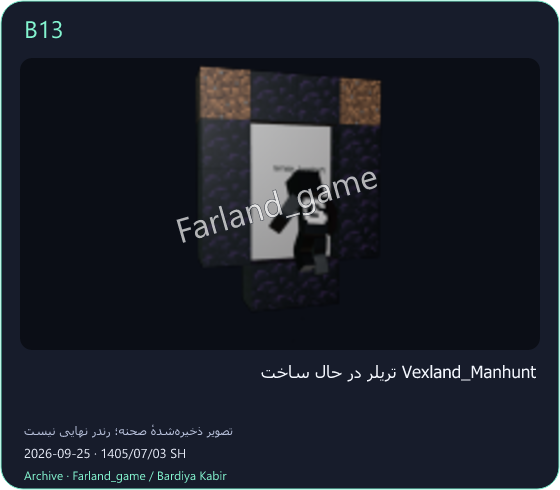 B13
Farland_game
Vexland_Manhunt تریلر در حال ساخت
تصویر ذخیره‌شدهٔ صحنه؛ رندر نهایی نیست
2026-09-25 · 1405/07/03 SH
Archive · Farland_game / Bardiya Kabir